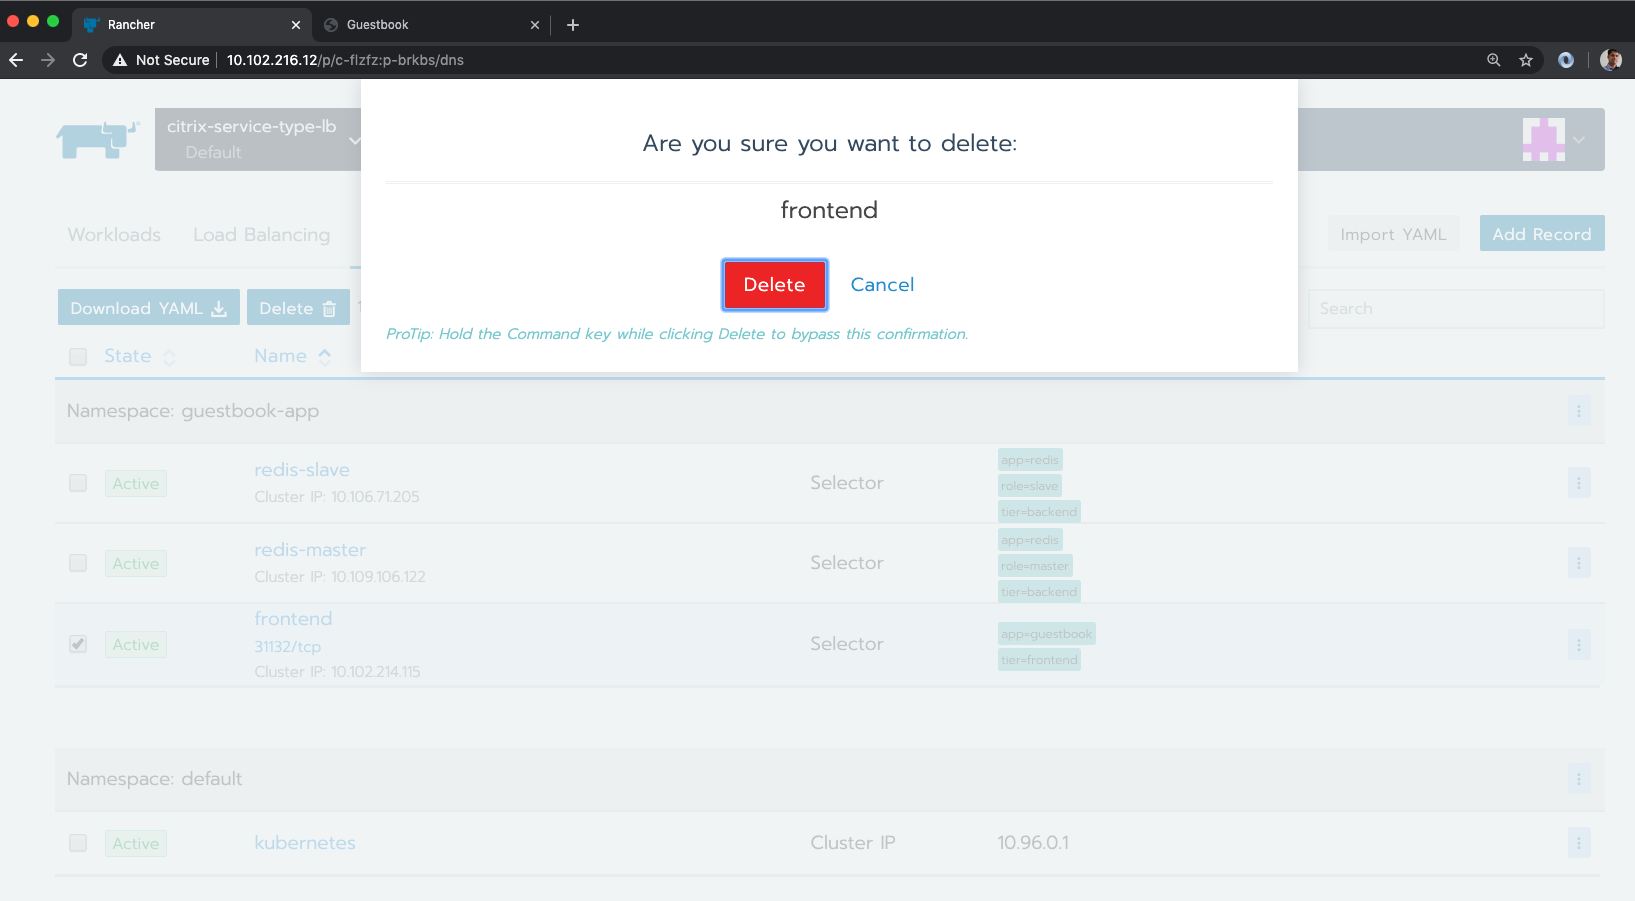 Rancher
Guestbook
Not Secure
10.102.216.12/p/c-flzfz:p-brkbs/dns
citrix-service-type-lb
Default
Are you sure you want to delete:
frontend
Delete
Cancel
ProTip: Hold the Command key while clicking Delete to bypass this confirmation.
Workloads
Load Balancing
Import YAML
Add Record
Download YAML
Delete
Search
State
Name
Namespace: guestbook-app
Active
redis-slave
Cluster IP: 10.106.71.205
Selector
app=redis
role=slave
tier=backend
Active
redis-master
Cluster IP: 10.109.106.122
Selector
app=redis
role=master
tier=backend
Active
frontend
31132/tcp
Cluster IP: 10.102.214.115
Selector
app=guestbook
tier=frontend
Namespace: default
Active
kubernetes
Cluster IP
10.96.0.1